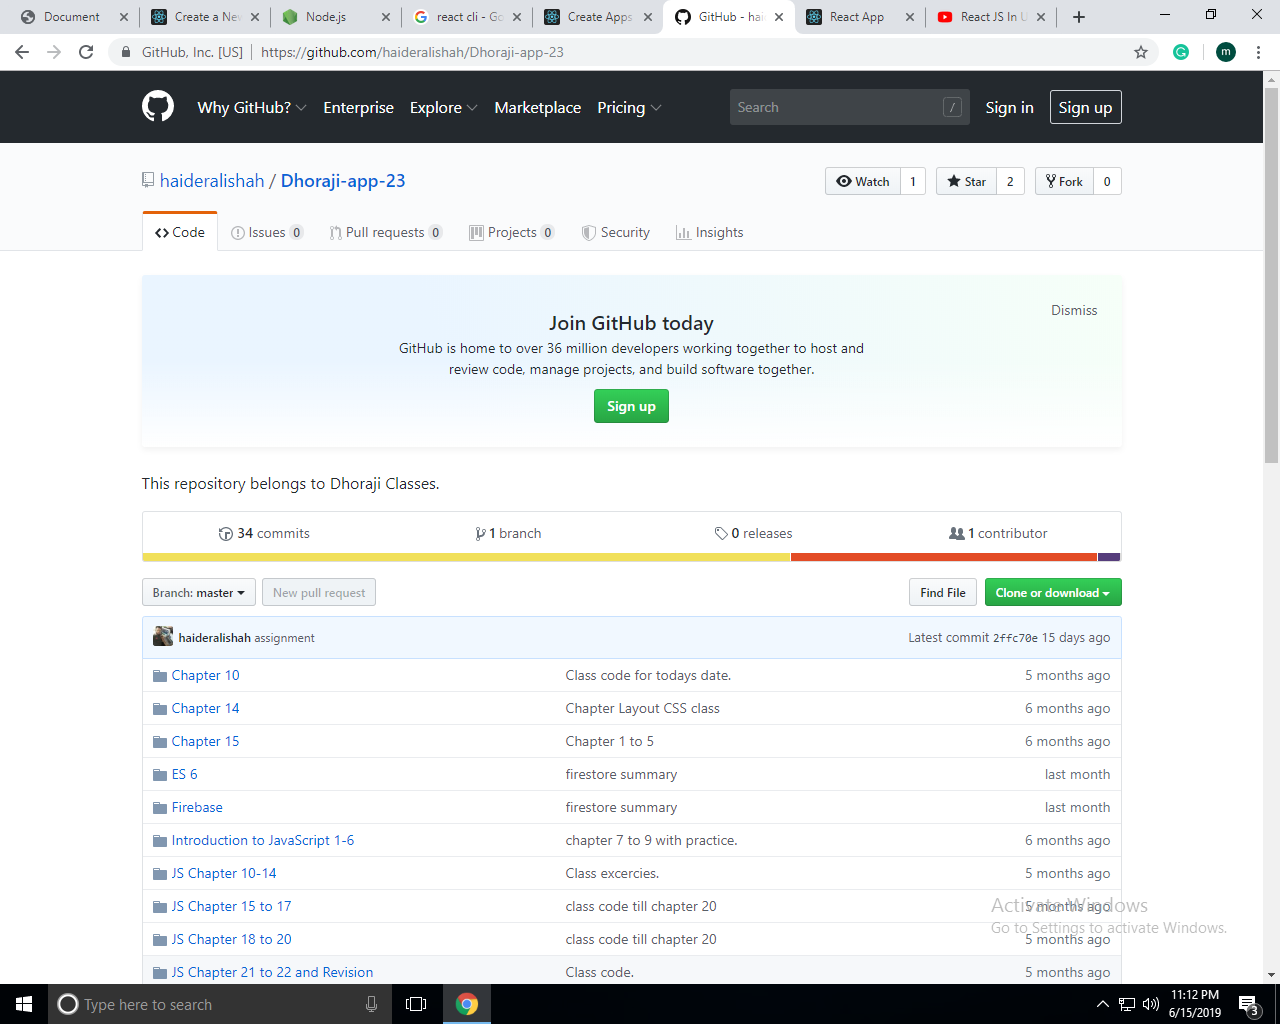 Document
Create a Nev
Node.js
react cli - Go
Create Apps
GitHub - hai
React App
React JS In U
GitHub, Inc. [US] https://github.com/haideralishah/Dhoraji-app-23
m
Why GitHub? Enterprise Explore Marketplace Pricing Search / Sign in Sign up
haideralishah / Dhoraji-app-23
Watch 1 Star 2 Fork 0
Code Issues 0 Pull requests 0 Projects 0 Security Insights
Dismiss
Join GitHub today
GitHub is home to over 36 million developers working together to host and
review code, manage projects, and build software together.
Sign up
This repository belongs to Dhoraji Classes.
34 commits 1 branch 0 releases 1 contributor
Branch: master New pull request Find File Clone or download
haideralishah assignment Latest commit 2ffc70e 15 days ago
Chapter 10 Class code for todays date. 5 months ago
Chapter 14 Chapter Layout CSS class 6 months ago
Chapter 15 Chapter 1 to 5 6 months ago
ES 6 firestore summary last month
Firebase firestore summary last month
Introduction to JavaScript 1-6 chapter 7 to 9 with practice. 6 months ago
JS Chapter 10-14 Class excercies. 5 months ago
JS Chapter 15 to 17 class code till chapter 20 5 months ago
JS Chapter 18 to 20 class code till chapter 20 5 months ago
JS Chapter 21 to 22 and Revision Class code. 5 months ago
Activate Windows
Go to Settings to activate Windows.
Type here to search
11:12 PM
6/15/2019
3